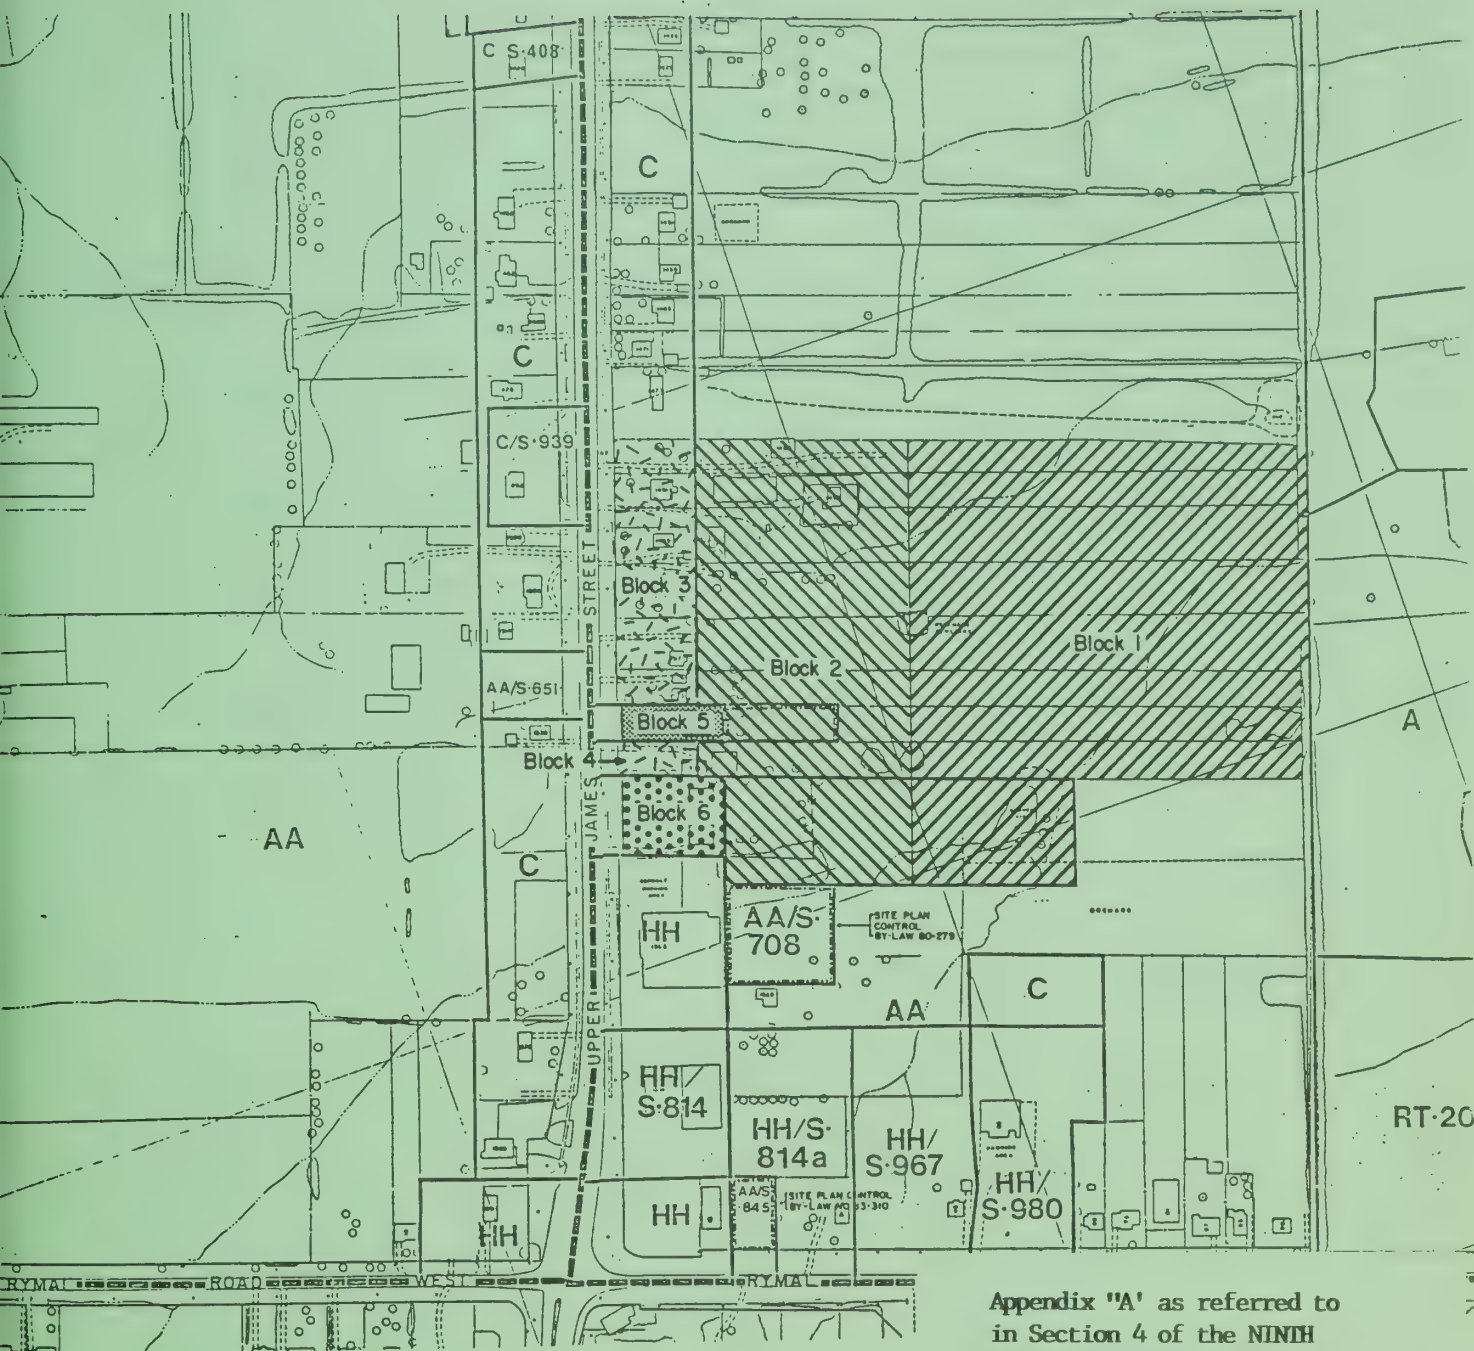 C S·408
C
C
C/S·939
STREET
Block 3
Block 1
Block 2
AA/S·651
Block 5
A
Block 4
JAMES
Block 6
AA
C
HH
AA/S·
708
SITE PLAN
CONTROL
BY-LAW 80-279
ORCHARD
C
AA
UPPER
HH
S·814
HH/S·
814a
HH/
S·967
RT·20
HH/
S·980
AA/S
·845
SITE PLAN CONTROL
BY-LAW NO 83-310
HH
HH
RYMAL ROAD WEST RYMAL
Appendix "A' as referred to
in Section 4 of the NINTH